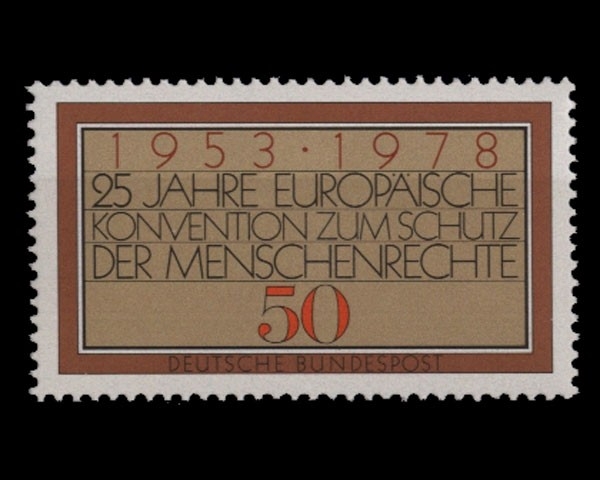 1953 · 1978
25 JAHRE EUROPÄISCHE
KONVENTION ZUM SCHUTZ
DER MENSCHENRECHTE
50
DEUTSCHE BUNDESPOST